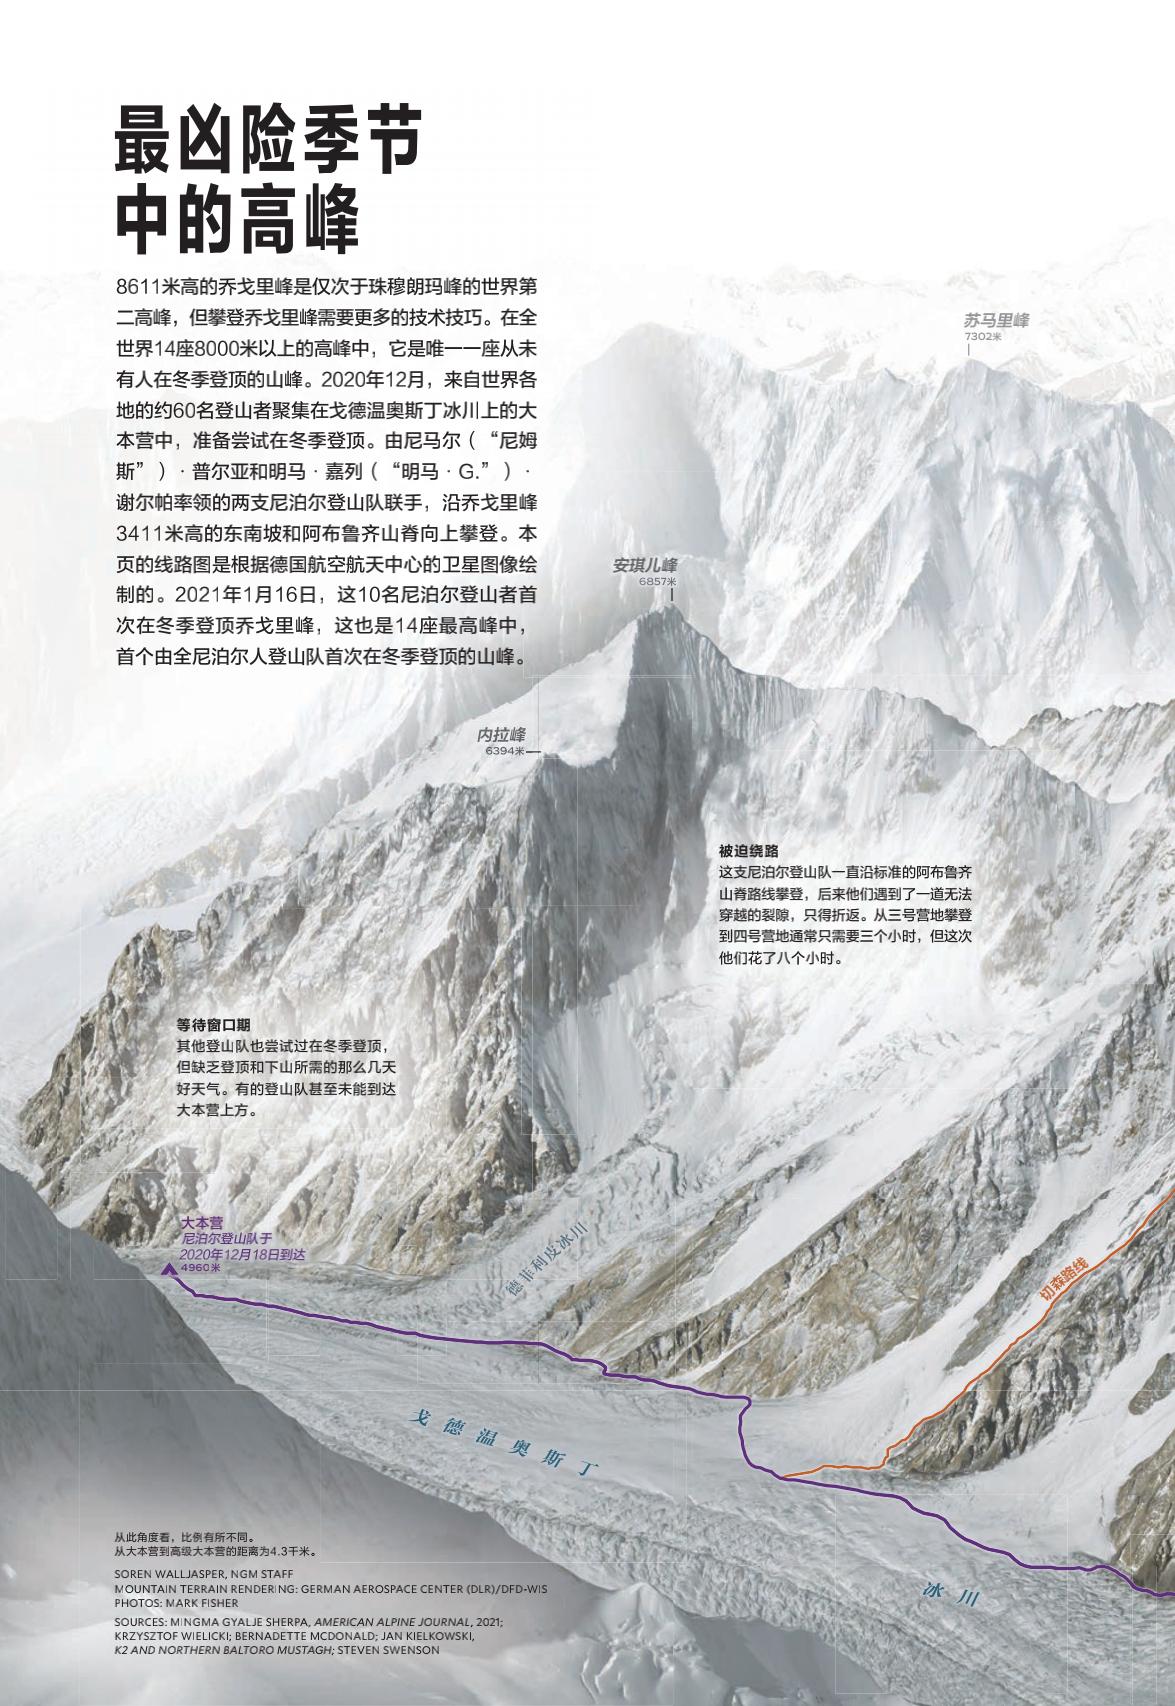 最凶险季节
中的高峰
8611米高的乔戈里峰是仅次于珠穆朗玛峰的世界第
二高峰，但攀登乔戈里峰需要更多的技术技巧。在全
世界14座8000米以上的高峰中，它是唯一一座从未
有人在冬季登顶的山峰。2020年12月，来自世界各
地的约60名登山者聚集在戈德温奥斯丁冰川上的大
本营中，准备尝试在冬季登顶。由尼马尔（“尼姆
斯”）·普尔亚和明马·嘉列（“明马·G.”）·
谢尔帕率领的两支尼泊尔登山队联手，沿乔戈里峰
3411米高的东南坡和阿布鲁齐山脊向上攀登。本
页的线路图是根据德国航空航天中心的卫星图像绘
制的。2021年1月16日，这10名尼泊尔登山者首
次在冬季登顶乔戈里峰，这也是14座最高峰中，
首个由全尼泊尔人登山队首次在冬季登顶的山峰。
苏马里峰
7302米
安琪儿峰
6857米
内拉峰
6394米
被迫绕路
这支尼泊尔登山队一直沿标准的阿布鲁齐
山脊路线攀登，后来他们遇到了一道无法
穿越的裂隙，只得折返。从三号营地攀登
到四号营地通常只需要三个小时，但这次
他们花了八个小时。
等待窗口期
其他登山队也尝试过在冬季登顶，
但缺乏登顶和下山所需的那么几天
好天气。有的登山队甚至未能到达
大本营上方。
大本营
尼泊尔登山队于
2020年12月18日到达
4960米
德菲利皮冰川
切森路线
戈德温奥斯丁
冰川
从此角度看，比例有所不同。
从大本营到高级大本营的距离为4.3千米。
SOREN WALLJASPER, NGM STAFF
MOUNTAIN TERRAIN RENDERING: GERMAN AEROSPACE CENTER (DLR)/DFD-WIS
PHOTOS: MARK FISHER
SOURCES: MINGMA GYALJE SHERPA, AMERICAN ALPINE JOURNAL, 2021;
KRZYSZTOF WIELICKI; BERNADETTE MCDONALD; JAN KIELKOWSKI,
K2 AND NORTHERN BALTORO MUSTAGH; STEVEN SWENSON